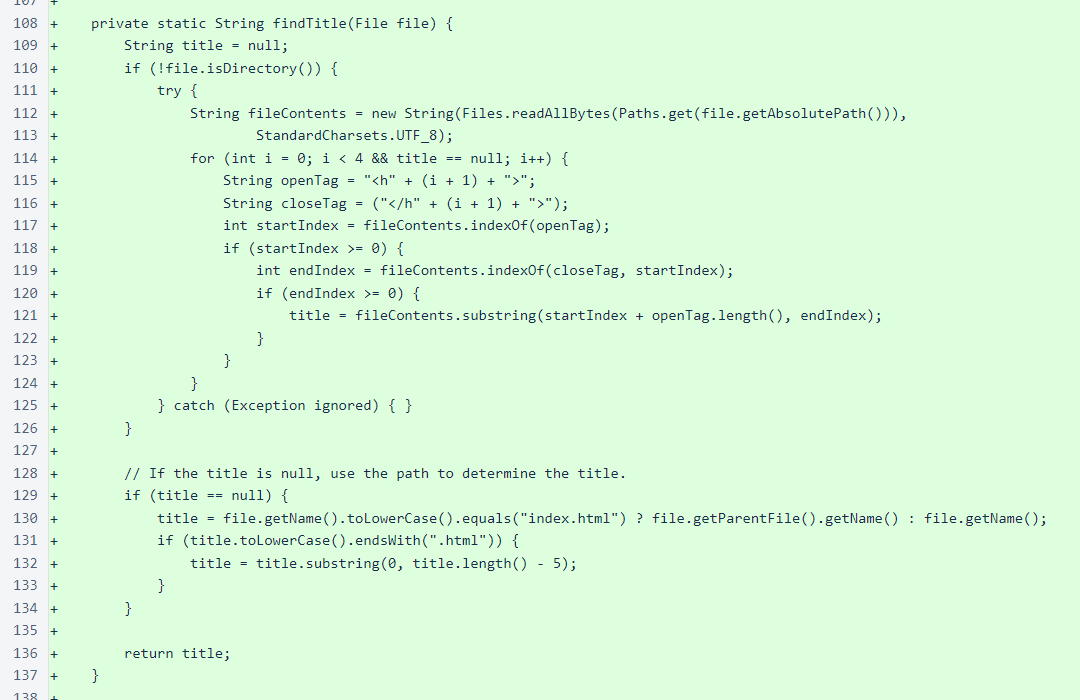 107 +
108 + private static String findTitle(File file) {
109 + String title = null;
110 + if (!file.isDirectory()) {
111 + try {
112 + String fileContents = new String(Files.readAllBytes(Paths.get(file.getAbsolutePath())),
113 + StandardCharsets.UTF_8);
114 + for (int i = 0; i < 4 && title == null; i++) {
115 + String openTag = "<h" + (i + 1) + ">";
116 + String closeTag = ("</h" + (i + 1) + ">");
117 + int startIndex = fileContents.indexOf(openTag);
118 + if (startIndex >= 0) {
119 + int endIndex = fileContents.indexOf(closeTag, startIndex);
120 + if (endIndex >= 0) {
121 + title = fileContents.substring(startIndex + openTag.length(), endIndex);
122 + }
123 + }
124 + }
125 + } catch (Exception ignored) { }
126 + }
127 +
128 + // If the title is null, use the path to determine the title.
129 + if (title == null) {
130 + title = file.getName().toLowerCase().equals("index.html") ? file.getParentFile().getName() : file.getName();
131 + if (title.toLowerCase().endsWith(".html")) {
132 + title = title.substring(0, title.length() - 5);
133 + }
134 + }
135 +
136 + return title;
137 + }
138 +